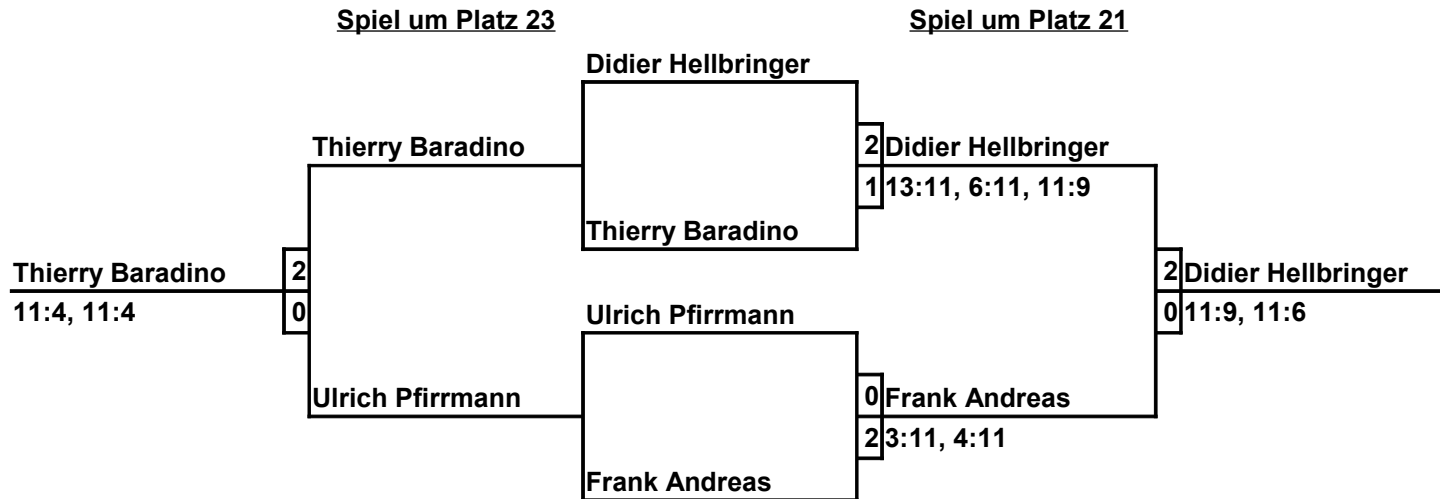 Spiel um Platz 23
Spiel um Platz 21
Didier Hellbringer
Thierry Baradino
2 Didier Hellbringer
1 13:11, 6:11, 11:9
Thierry Baradino
Thierry Baradino 2
11:4, 11:4 0
2 Didier Hellbringer
0 11:9, 11:6
Ulrich Pfirrmann
Ulrich Pfirrmann
0 Frank Andreas
2 3:11, 4:11
Frank Andreas